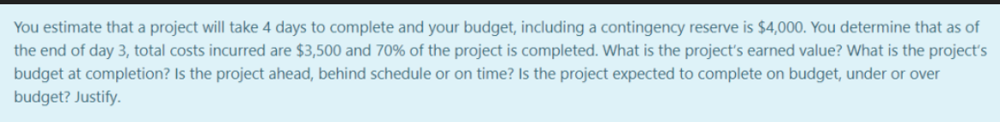 You estimate that a project will take 4 days to complete and your budget, including a contingency reserve is $4,000. You determine that as of
the end of day 3, total costs incurred are $3,500 and 70% of the project is completed. What is the project's earned value? What is the project's
budget at completion? Is the project ahead, behind schedule or on time? Is the project expected to complete on budget, under or over
budget? Justify.